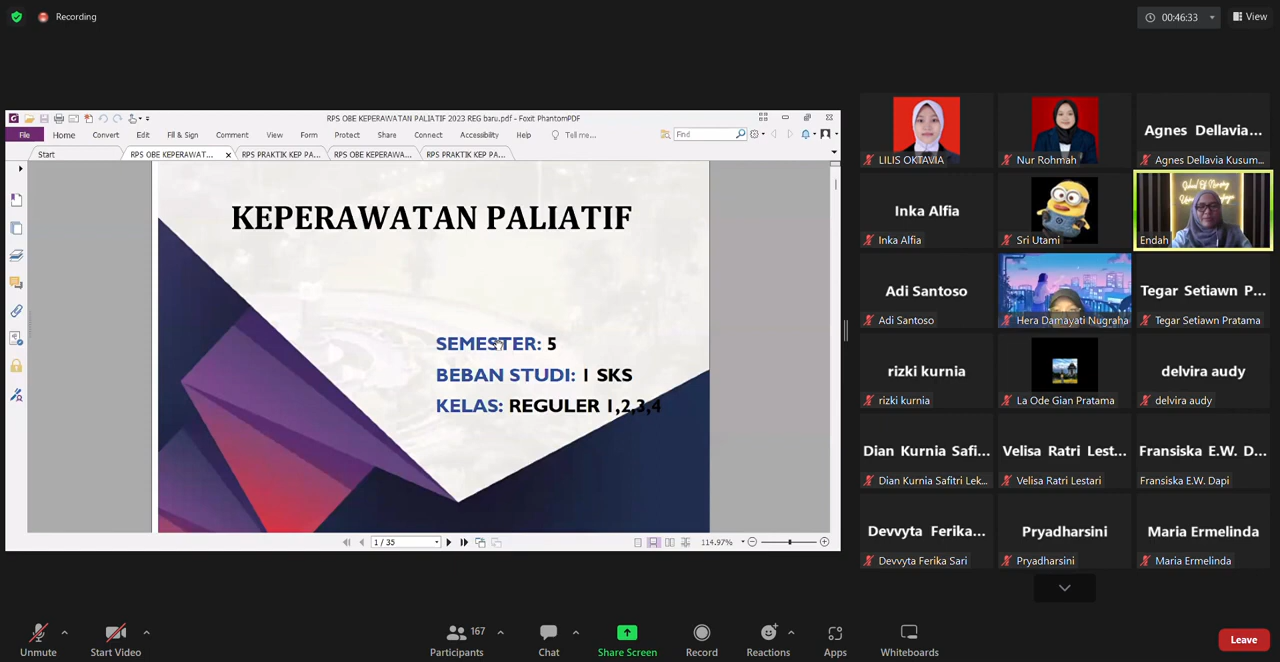 Recording
00:46:33
View
RPS OBE KEPERAWATAN PALIATIF 2023 REG baru.pdf - Foxit PhantomPDF
File Home Convert Edit Fill & Sign Comment View Form Protect Share Connect Accessibility Help Tell me... Find
Start RPS OBE KEPERAWAT... RPS PRAKTIK KEP PA... RPS OBE KEPERAWA... RPS PRAKTIK KEP PA...
KEPERAWATAN PALIATIF
SEMESTER: 5
BEBAN STUDI: 1 SKS
KELAS: REGULER 1,2,3,4
1 / 35
114.97%
LILIS OKTAVIA
Nur Rohmah
Agnes Dellavia...
Agnes Dellavia Kusum...
Inka Alfia
Inka Alfia
Sri Utami
Endah
Adi Santoso
Adi Santoso
Hera Damayati Nugraha
Tegar Setiawn P...
Tegar Setiawn Pratama
rizki kurnia
rizki kurnia
La Ode Gian Pratama
delvira audy
delvira audy
Dian Kurnia Safi...
Dian Kurnia Safitri Lek...
Velisa Ratri Lest...
Velisa Ratri Lestari
Fransiska E.W. D...
Fransiska E.W. Dapi
Devvyta Ferika...
Devvyta Ferika Sari
Pryadharsini
Pryadharsini
Maria Ermelinda
Maria Ermelinda
Unmute
Start Video
167
Participants
Chat
Share Screen
Record
Reactions
Apps
Whiteboards
Leave